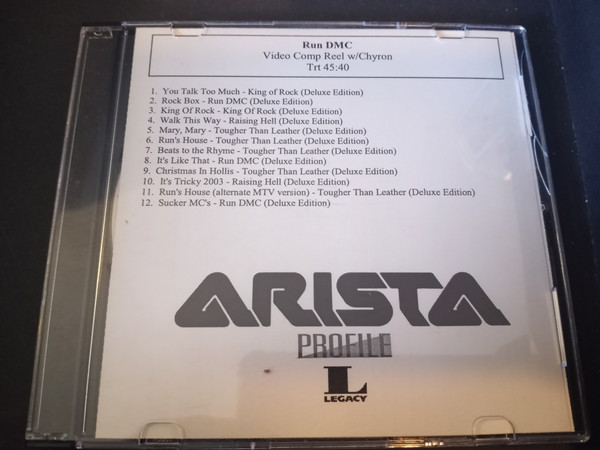 Run DMC
Video Comp Reel w/Chyron
Trt 45:40
1. You Talk Too Much - King of Rock (Deluxe Edition)
2. Rock Box - Run DMC (Deluxe Edition)
3. King Of Rock - King Of Rock (Deluxe Edition)
4. Walk This Way - Raising Hell (Deluxe Edition)
5. Mary, Mary - Tougher Than Leather (Deluxe Edition)
6. Run's House - Tougher Than Leather (Deluxe Edition)
7. Beats to the Rhyme - Tougher Than Leather (Deluxe Edition)
8. It's Like That - Run DMC (Deluxe Edition)
9. Christmas In Hollis - Tougher Than Leather (Deluxe Edition)
10. It's Tricky 2003 - Raising Hell (Deluxe Edition)
11. Run's House (alternate MTV version) - Tougher Than Leather (Deluxe Edition)
12. Sucker MC's - Run DMC (Deluxe Edition)
ARISTA
PROFILE
L
LEGACY